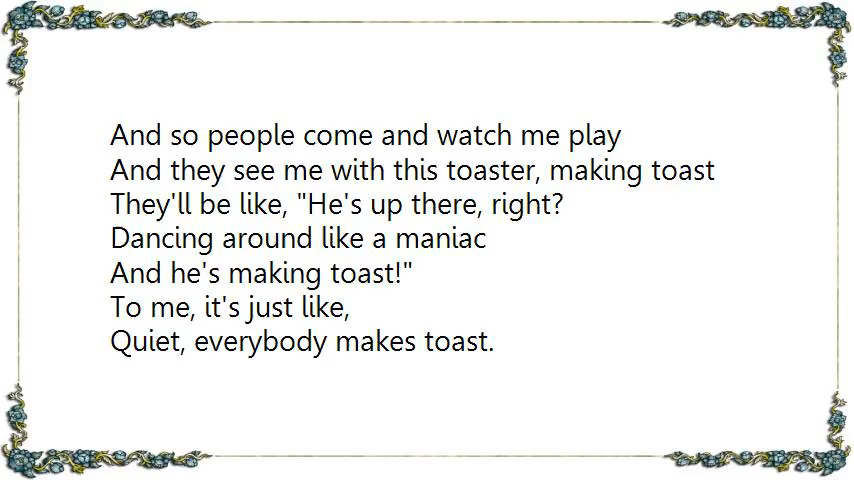 And so people come and watch me play
And they see me with this toaster, making toast
They'll be like, "He's up there, right?
Dancing around like a maniac
And he's making toast!"
To me, it's just like,
Quiet, everybody makes toast.